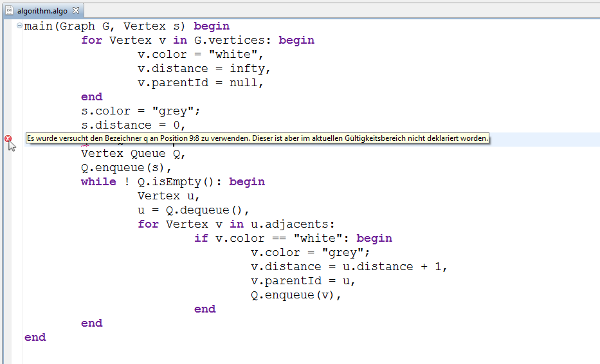 algorithm.algo
main(Graph G, Vertex s) begin
for Vertex v in G.vertices: begin
v.color = "white",
v.distance = infty,
v.parentId = null,
end
s.color = "grey";
s.distance = 0,
Es wurde versucht den Bezeichner q an Position 9:8 zu verwenden. Dieser ist aber im aktuellen Gültigkeitsbereich nicht deklariert worden.
Vertex Queue Q,
Q.enqueue(s),
while ! Q.isEmpty(): begin
Vertex u,
u = Q.dequeue(),
for Vertex v in u.adjacents:
if v.color == "white": begin
v.color = "grey";
v.distance = u.distance + 1,
v.parentId = u,
Q.enqueue(v),
end
end
end